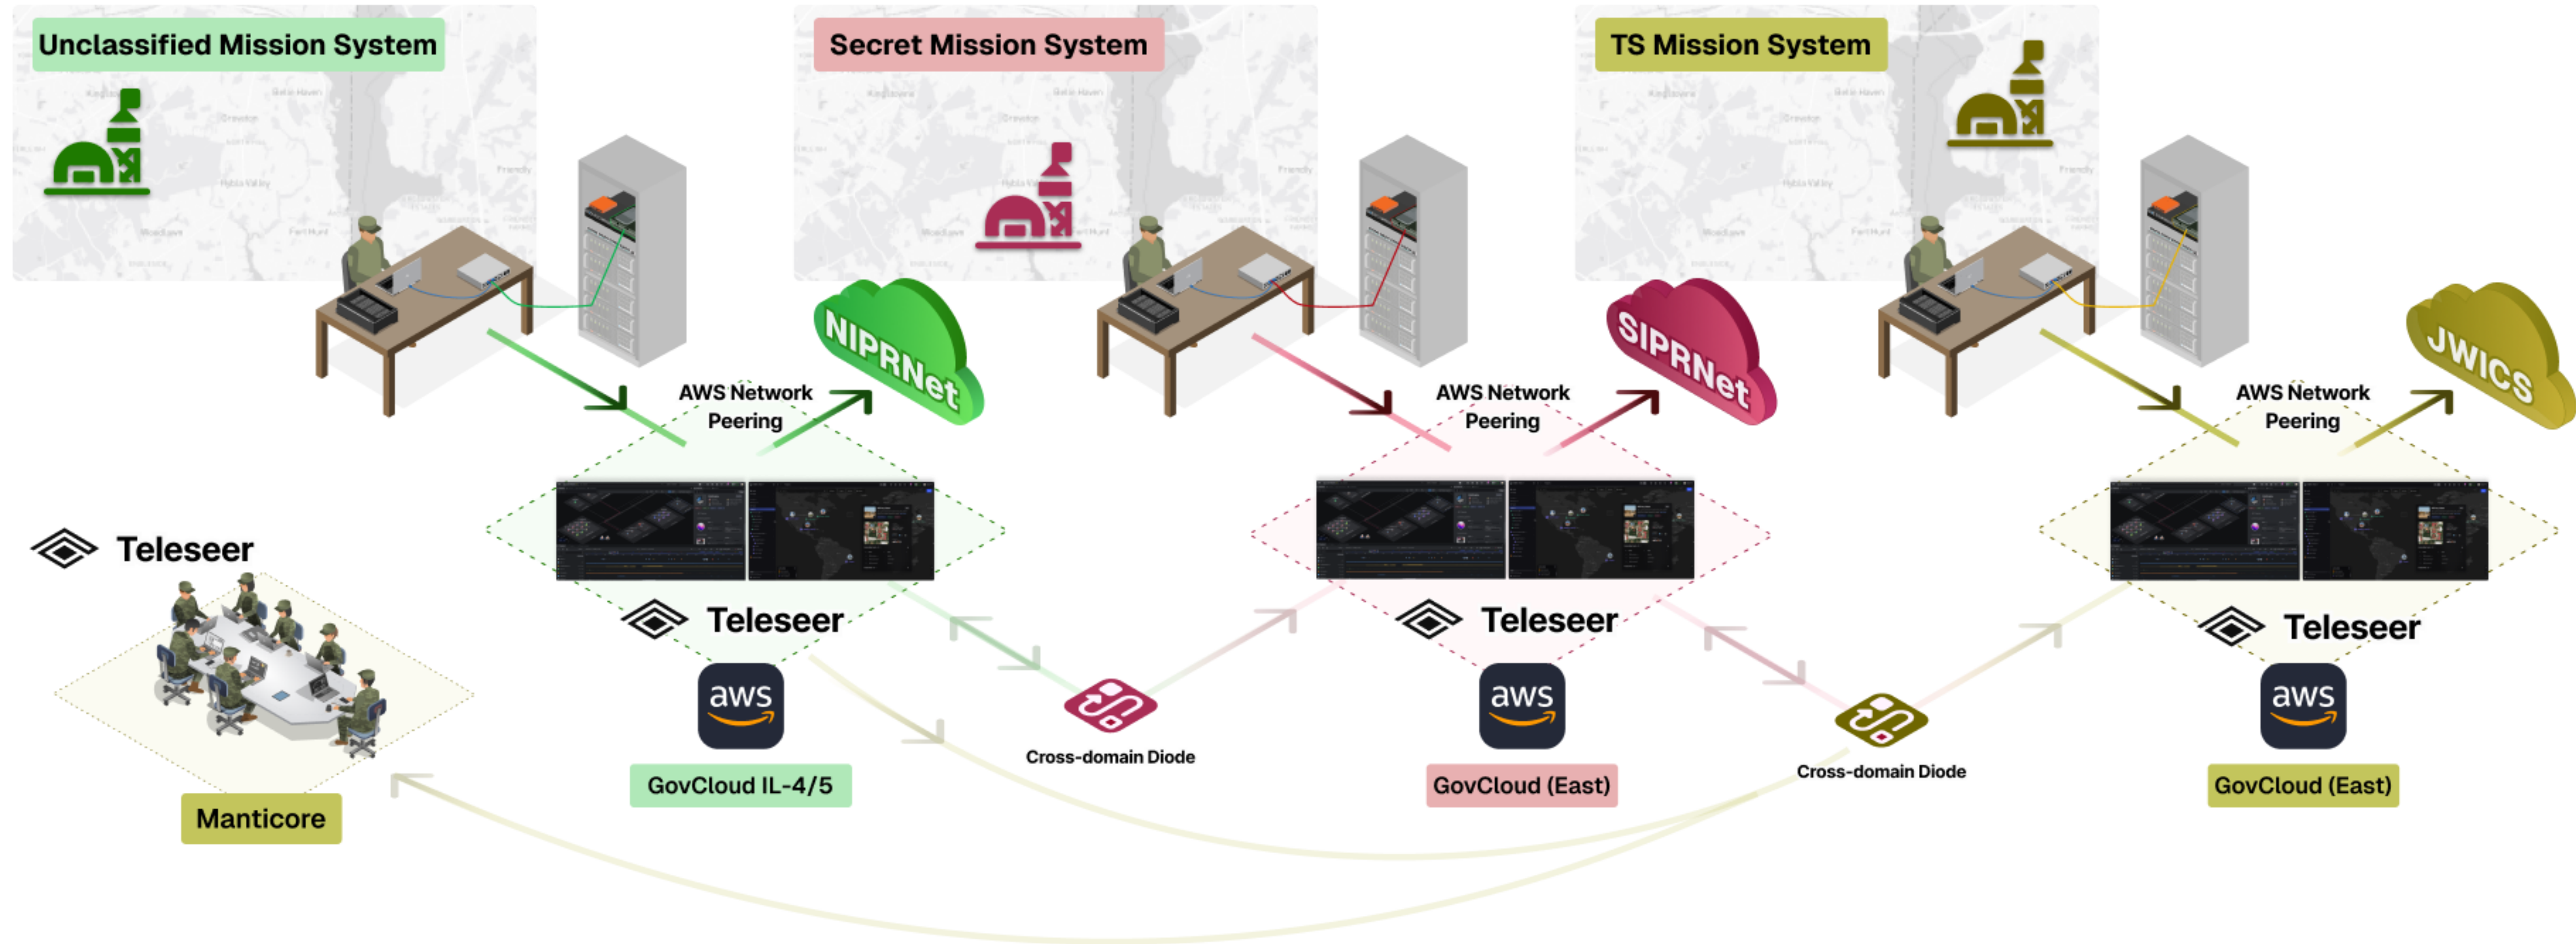 Unclassified Mission System
Secret Mission System
TS Mission System
NIPRNet
SIPRNet
JWICS
AWS Network
Peering
AWS Network
Peering
AWS Network
Peering
Teleseer
Teleseer
Teleseer
Teleseer
aws
aws
aws
Cross-domain Diode
Cross-domain Diode
GovCloud IL-4/5
GovCloud (East)
GovCloud (East)
Manticore